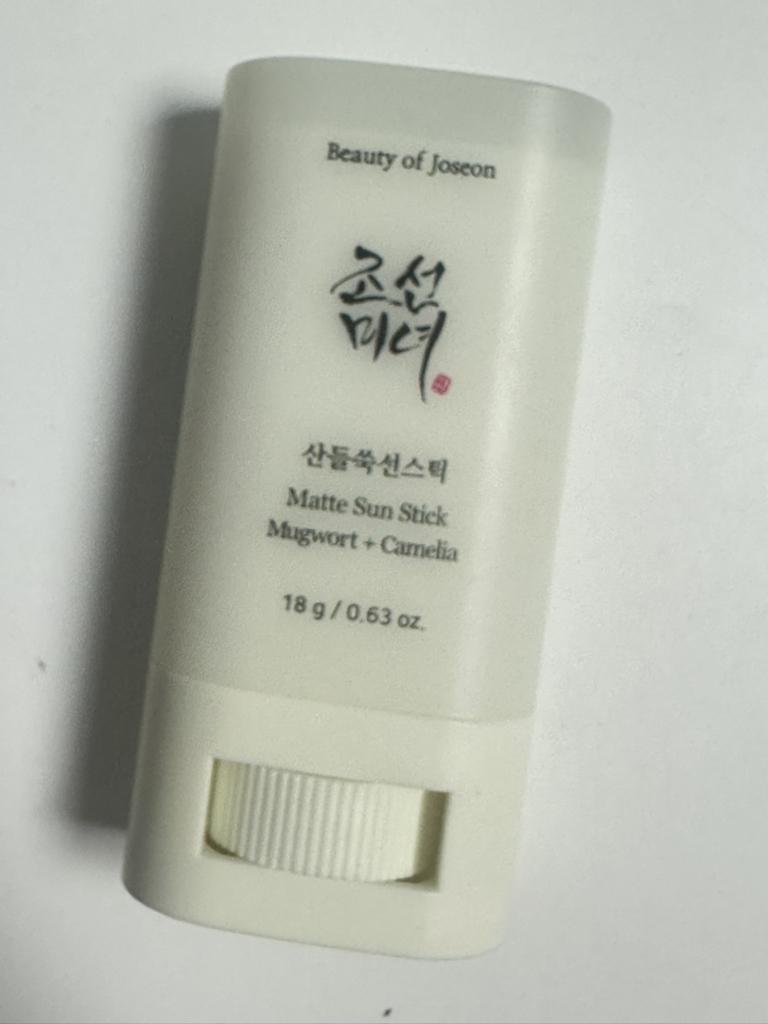 Beauty of Joseon
조선
미녀
산들쑥선스틱
Matte Sun Stick
Mugwort + Camelia
18 g / 0.63 oz.